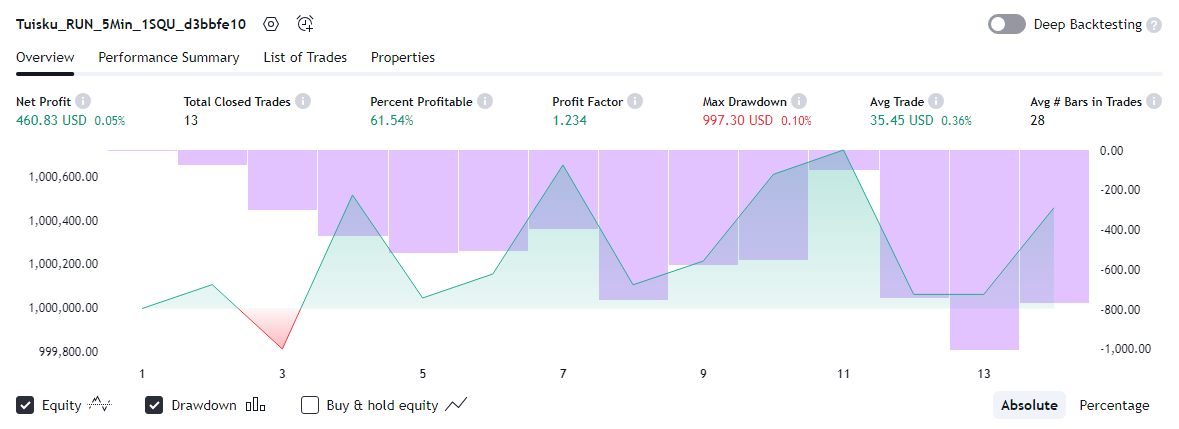 Tuisku_RUN_5Min_1SQU_d3bbfe10
Deep Backtesting ?
Overview Performance Summary List of Trades Properties
Net Profit i Total Closed Trades i Percent Profitable i Profit Factor i Max Drawdown i Avg Trade i Avg # Bars in Trades i
460.83 USD 0.05% 13 61.54% 1.234 997.30 USD 0.10% 35.45 USD 0.36% 28
0.00
1,000,600.00
-200.00
1,000,400.00
-400.00
1,000,200.00
-600.00
1,000,000.00
-800.00
999,800.00
-1,000.00
1 3 5 7 9 11 13
Equity Drawdown Buy & hold equity Absolute Percentage